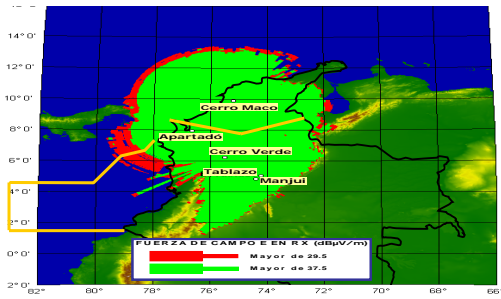 14° 0'
12° 0'
10° 0'
8° 0'
6° 0'
4° 0'
2° 0'
0° 0'
2° 0'
Cerro Maco
Apartadó
Cerro Verde
Tablazo
Manjui
FUERZA DE CAMPO E EN RX (dBµV/m)
Mayor de 29.5
Mayor de 37.5
82°
80°
78°
76°
74°
72°
70°
68°
66